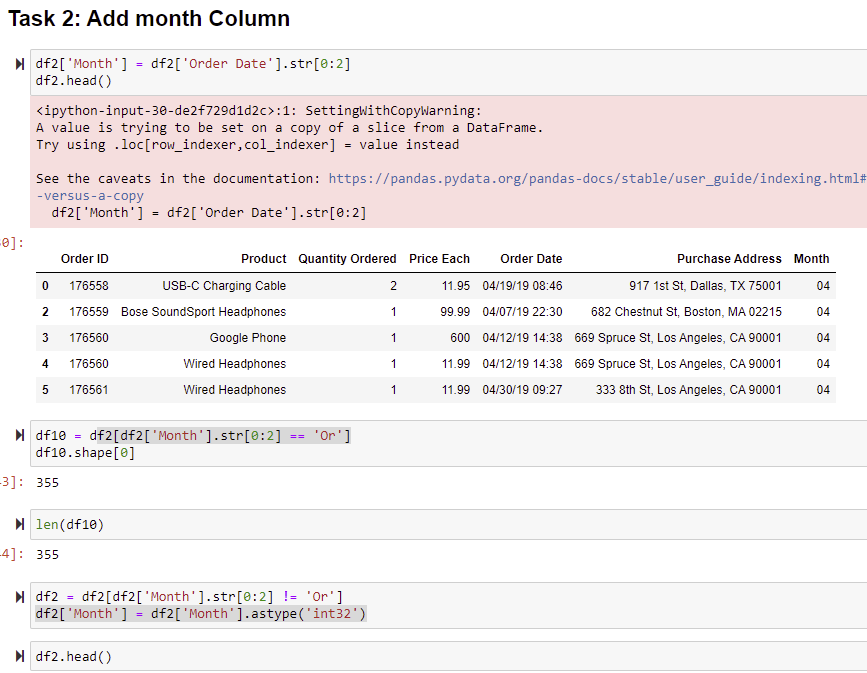 Task 2: Add month Column
df2['Month'] = df2['Order Date'].str[0:2]
df2.head()
<ipython-input-30-de2f729d1d2c>:1: SettingWithCopyWarning:
A value is trying to be set on a copy of a slice from a DataFrame.
Try using .loc[row_indexer,col_indexer] = value instead
See the caveats in the documentation: https://pandas.pydata.org/pandas-docs/stable/user_guide/indexing.html#
-versus-a-copy
df2['Month'] = df2['Order Date'].str[0:2]
0]:
Order ID Product Quantity Ordered Price Each Order Date Purchase Address Month
0 176558 USB-C Charging Cable 2 11.95 04/19/19 08:46 917 1st St, Dallas, TX 75001 04
2 176559 Bose SoundSport Headphones 1 99.99 04/07/19 22:30 682 Chestnut St, Boston, MA 02215 04
3 176560 Google Phone 1 600 04/12/19 14:38 669 Spruce St, Los Angeles, CA 90001 04
4 176560 Wired Headphones 1 11.99 04/12/19 14:38 669 Spruce St, Los Angeles, CA 90001 04
5 176561 Wired Headphones 1 11.99 04/30/19 09:27 333 8th St, Los Angeles, CA 90001 04
df10 = df2[df2['Month'].str[0:2] == 'Or']
df10.shape[0]
3]: 355
len(df10)
4]: 355
df2 = df2[df2['Month'].str[0:2] != 'Or']
df2['Month'] = df2['Month'].astype('int32')
df2.head()